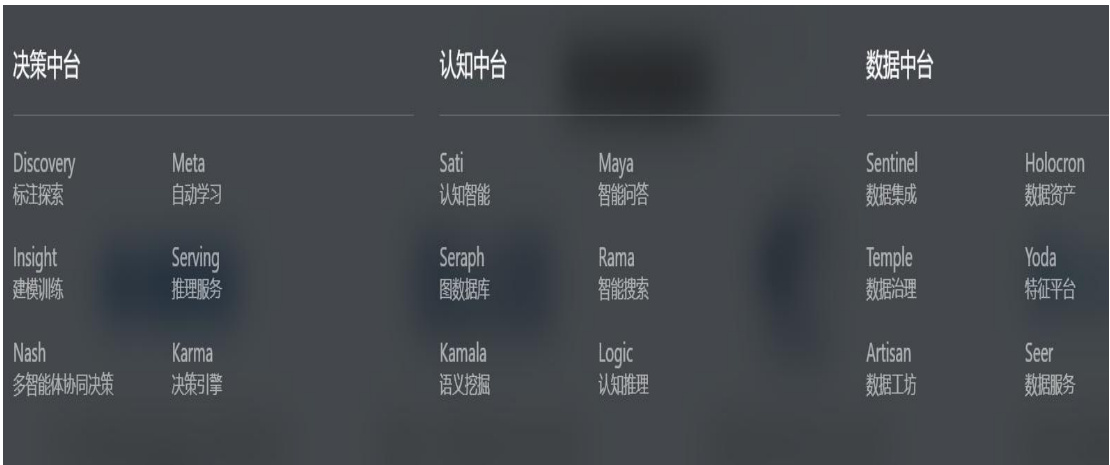 决策中台
Discovery
标注探索
Meta
自动学习
Insight
建模训练
Serving
推理服务
Nash
多智能体协同决策
Karma
决策引擎
认知中台
Sati
认知智能
Maya
智能问答
Seraph
图数据库
Rama
智能搜索
Kamala
语义挖掘
Logic
认知推理
数据中台
Sentinel
数据集成
Holocron
数据资产
Temple
数据治理
Yoda
特征平台
Artisan
数据工坊
Seer
数据服务